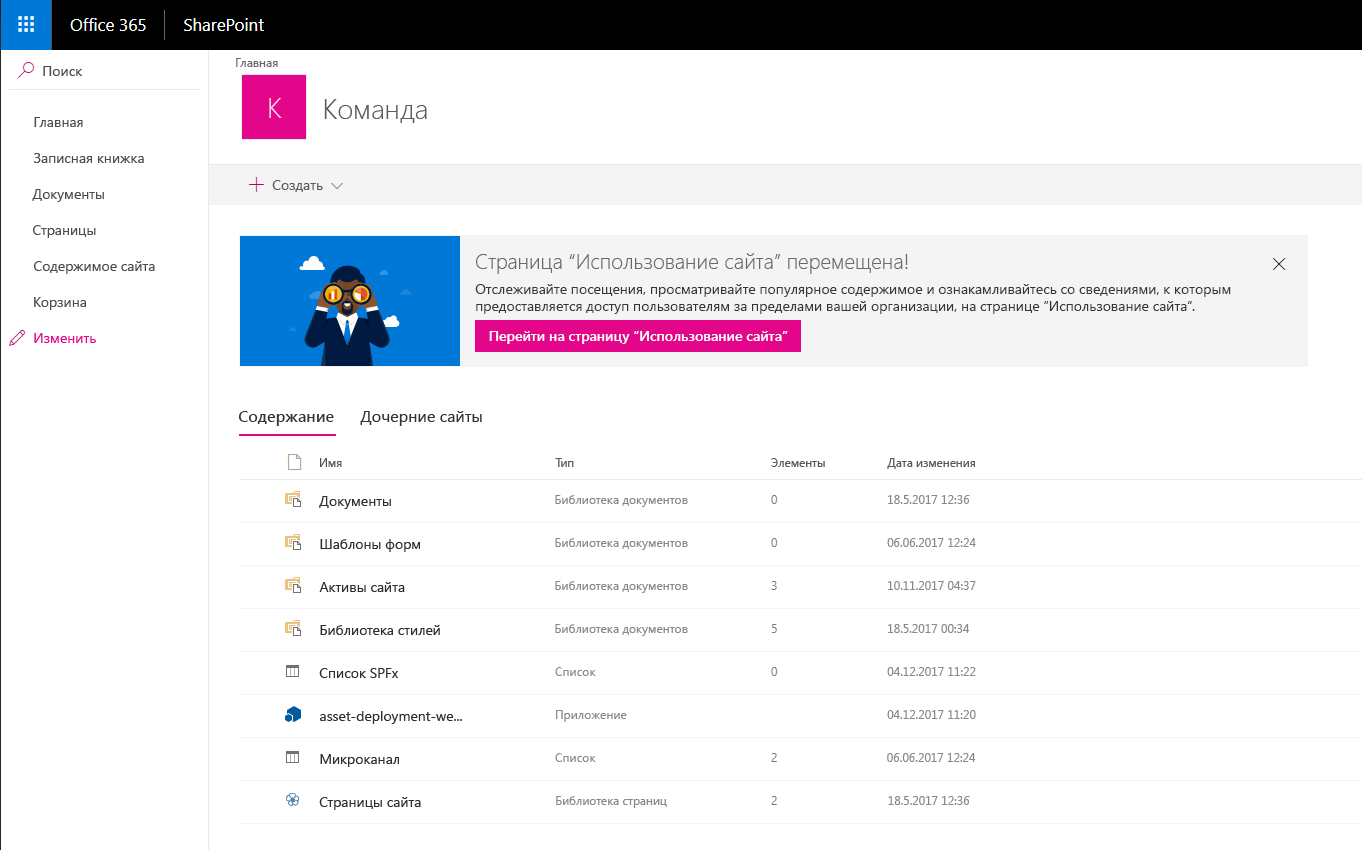 Office 365 SharePoint
Поиск
Главная
Записная книжка
Документы
Страницы
Содержимое сайта
Корзина
Изменить
Главная
К
Команда
Создать
Страница “Использование сайта” перемещена!
Отслеживайте посещения, просматривайте популярное содержимое и ознакамливайтесь со сведениями, к которым
предоставляется доступ пользователям за пределами вашей организации, на странице “Использование сайта”.
Перейти на страницу “Использование сайта”
Содержание Дочерние сайты
Имя Тип Элементы Дата изменения
Документы Библиотека документов 0 18.5.2017 12:36
Шаблоны форм Библиотека документов 0 06.06.2017 12:24
Активы сайта Библиотека документов 3 10.11.2017 04:37
Библиотека стилей Библиотека документов 5 18.5.2017 00:34
Список SPFx Список 0 04.12.2017 11:22
asset-deployment-we... Приложение 04.12.2017 11:20
Микроканал Список 2 06.06.2017 12:24
Страницы сайта Библиотека страниц 2 18.5.2017 12:36